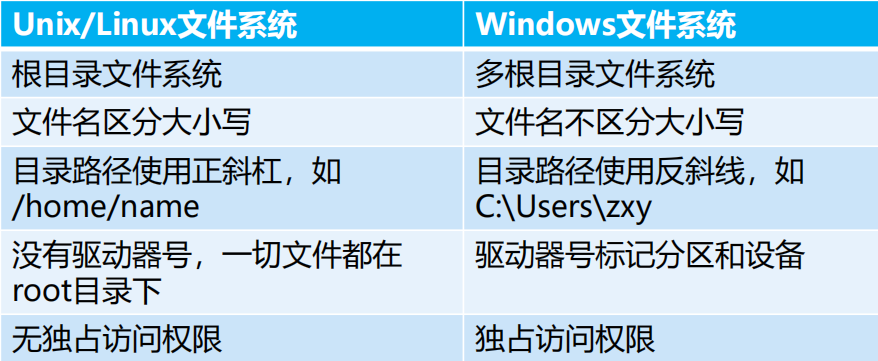 Unix/Linux文件系统
Windows文件系统
根目录文件系统
多根目录文件系统
文件名区分大小写
文件名不区分大小写
目录路径使用正斜杠，如
/home/name
目录路径使用反斜线，如
C:\Users\zxy
没有驱动器号，一切文件都在
root目录下
驱动器号标记分区和设备
无独占访问权限
独占访问权限